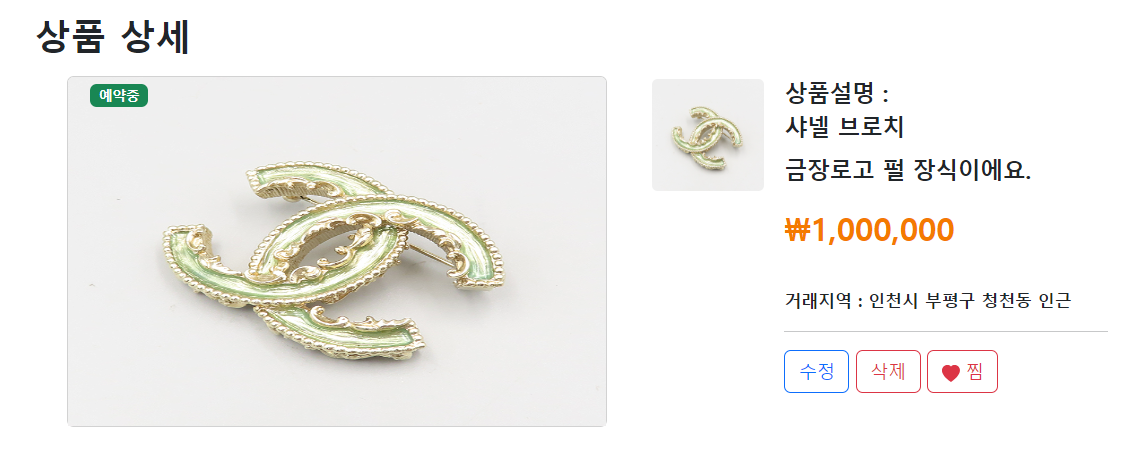 상품 상세
예약중
상품설명 :
샤넬 브로치
금장로고 펄 장식이에요.
₩1,000,000
거래지역 : 인천시 부평구 청천동 인근
수정
삭제
찜